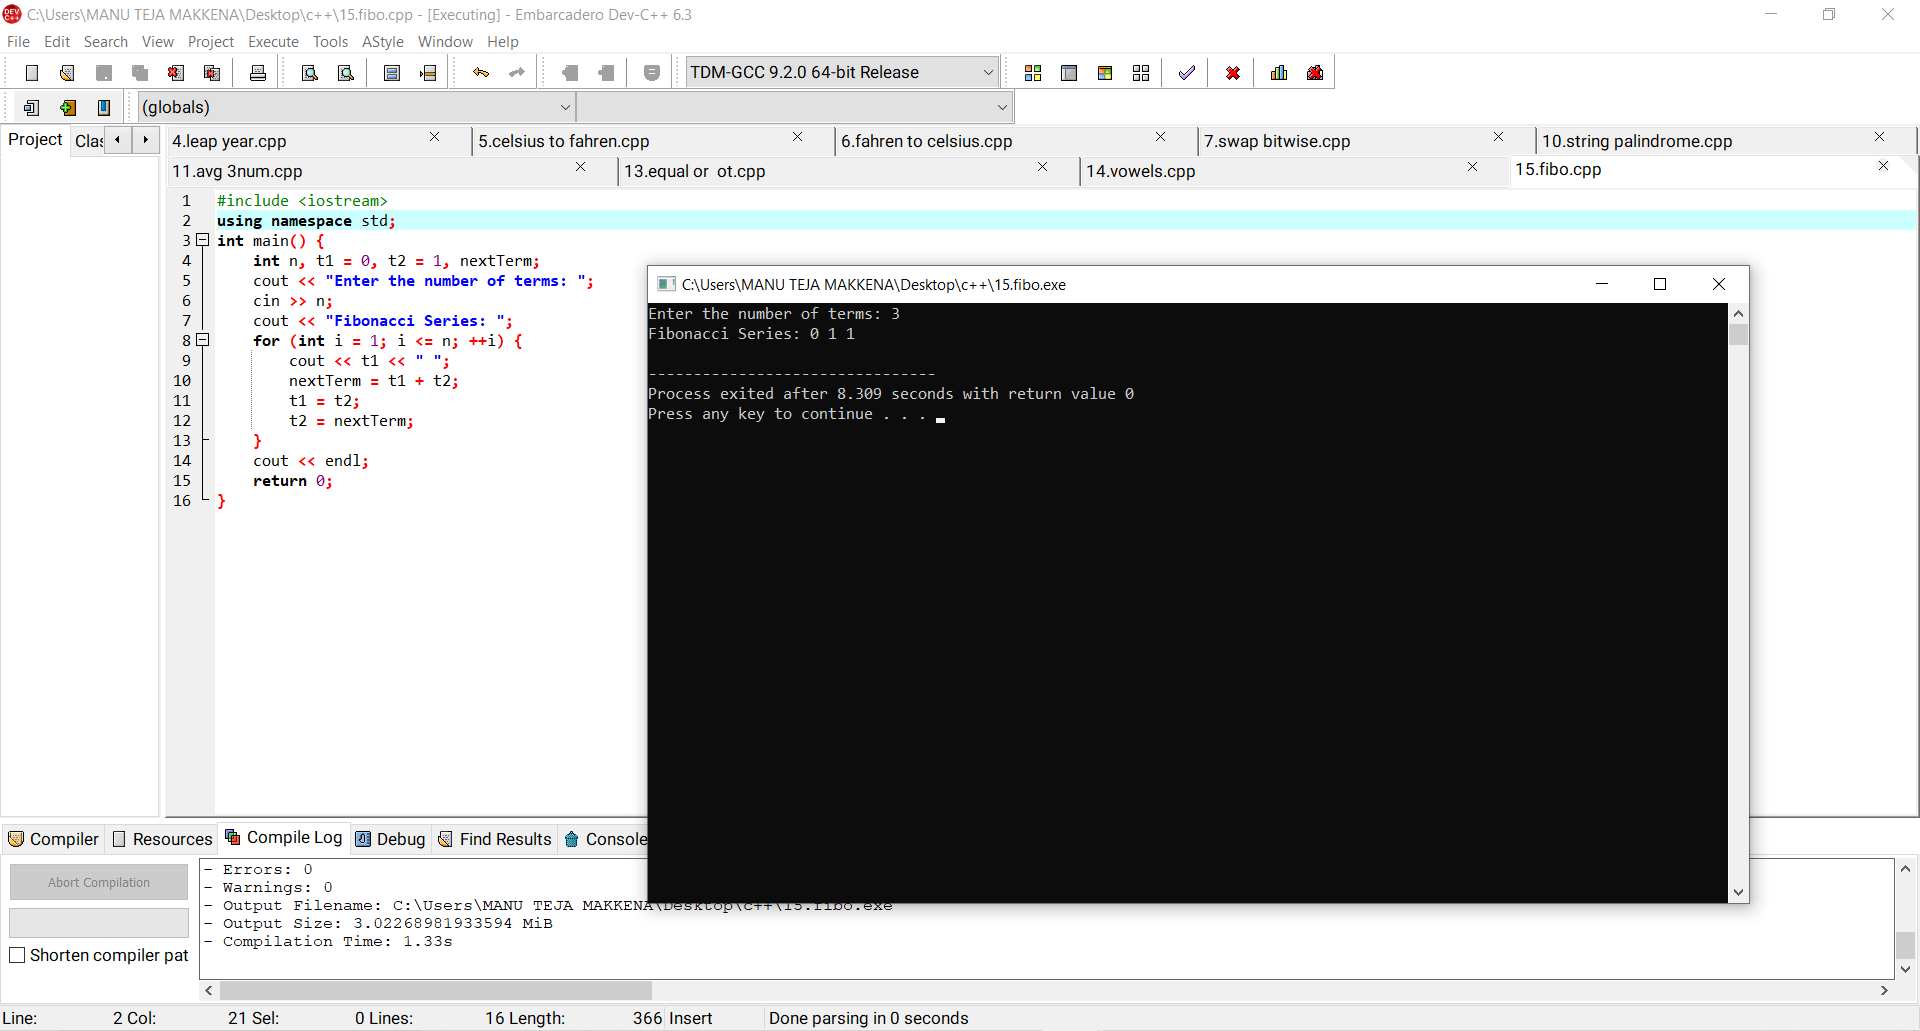 C:\Users\MANU TEJA MAKKENA\Desktop\c++\15.fibo.cpp - [Executing] - Embarcadero Dev-C++ 6.3
File Edit Search View Project Execute Tools AStyle Window Help
TDM-GCC 9.2.0 64-bit Release
(globals)
Project Clas
4.leap year.cpp 5.celsius to fahren.cpp 6.fahren to celsius.cpp 7.swap bitwise.cpp 10.string palindrome.cpp
11.avg 3num.cpp 13.equal or  ot.cpp 14.vowels.cpp 15.fibo.cpp
1 #include <iostream>
2 using namespace std;
3 int main() {
4 int n, t1 = 0, t2 = 1, nextTerm;
5 cout << "Enter the number of terms: ";
6 cin >> n;
7 cout << "Fibonacci Series: ";
8 for (int i = 1; i <= n; ++i) {
9 cout << t1 << " ";
10 nextTerm = t1 + t2;
11 t1 = t2;
12 t2 = nextTerm;
13 }
14 cout << endl;
15 return 0;
16 }
C:\Users\MANU TEJA MAKKENA\Desktop\c++\15.fibo.exe
Enter the number of terms: 3
Fibonacci Series: 0 1 1
--------------------------------
Process exited after 8.309 seconds with return value 0
Press any key to continue . . .
Compiler Resources Compile Log Debug Find Results Console
Abort Compilation
Shorten compiler pat
- Errors: 0
- Warnings: 0
- Output Filename: C:\Users\MANU TEJA MAKKENA\Desktop\c++\15.fibo.exe
- Output Size: 3.02268981933594 MiB
- Compilation Time: 1.33s
Line: 2 Col: 21 Sel: 0 Lines: 16 Length: 366 Insert Done parsing in 0 seconds